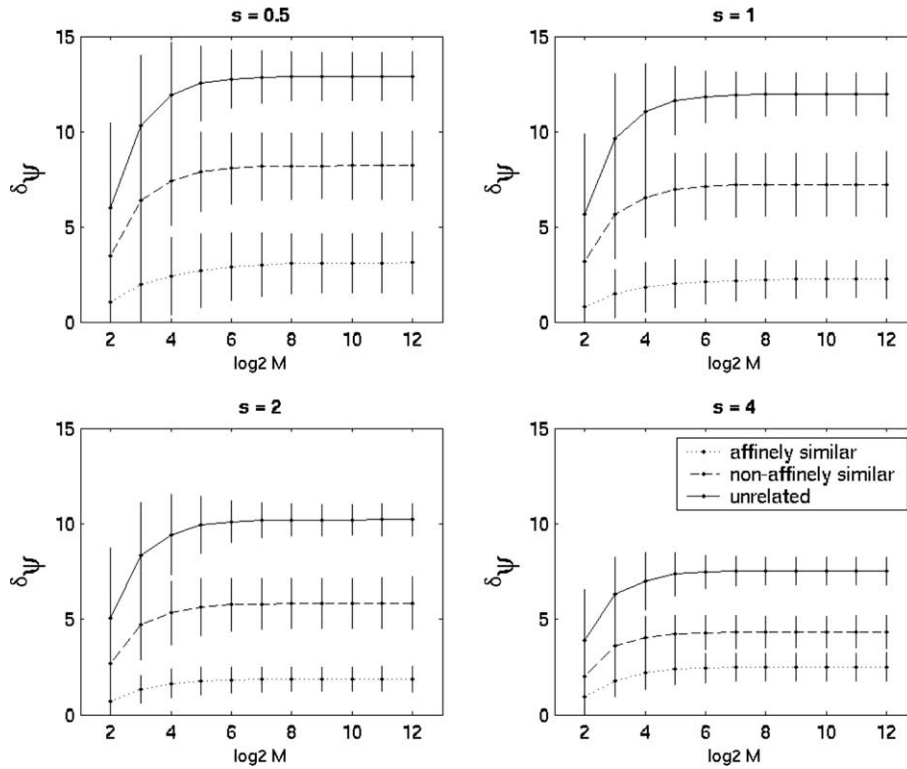 s = 0.5
15
10
5
0
δψ
2 4 6 8 10 12
log2 M
s = 1
15
10
5
0
δψ
2 4 6 8 10 12
log2 M
s = 2
15
10
5
0
δψ
2 4 6 8 10 12
log2 M
s = 4
15
10
5
0
δψ
affinely similar
non-affinely similar
unrelated
2 4 6 8 10 12
log2 M